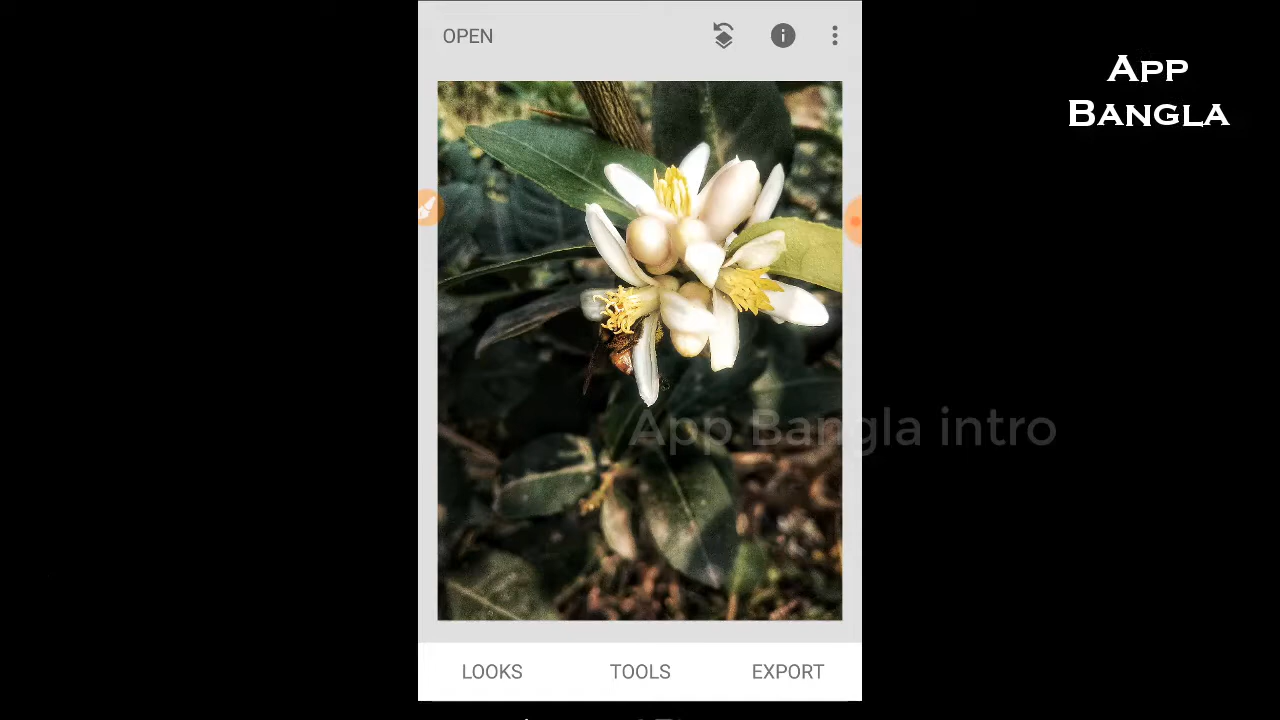 OPEN
App
Bangla
App Bangla intro
LOOKS
TOOLS
EXPORT